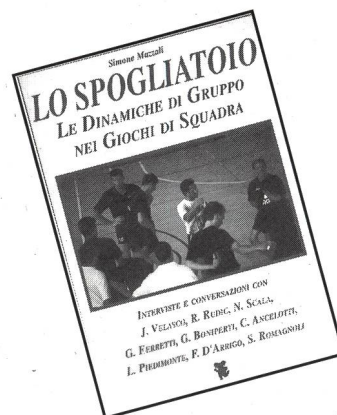 Simone Mazzali
LO SPOGLIATOIO
LE DINAMICHE DI GRUPPO
NEI GIOCHI DI SQUADRA
INTERVISTE E CONVERSAZIONI CON
J. VELASCO, R. RUDIC, N. SCALA,
G. FERRETTI, G. BONIPERTI, C. ANCELOTTI,
L. PIEDIMONTE, F. D'ARRIGO, S. ROMAGNOLI